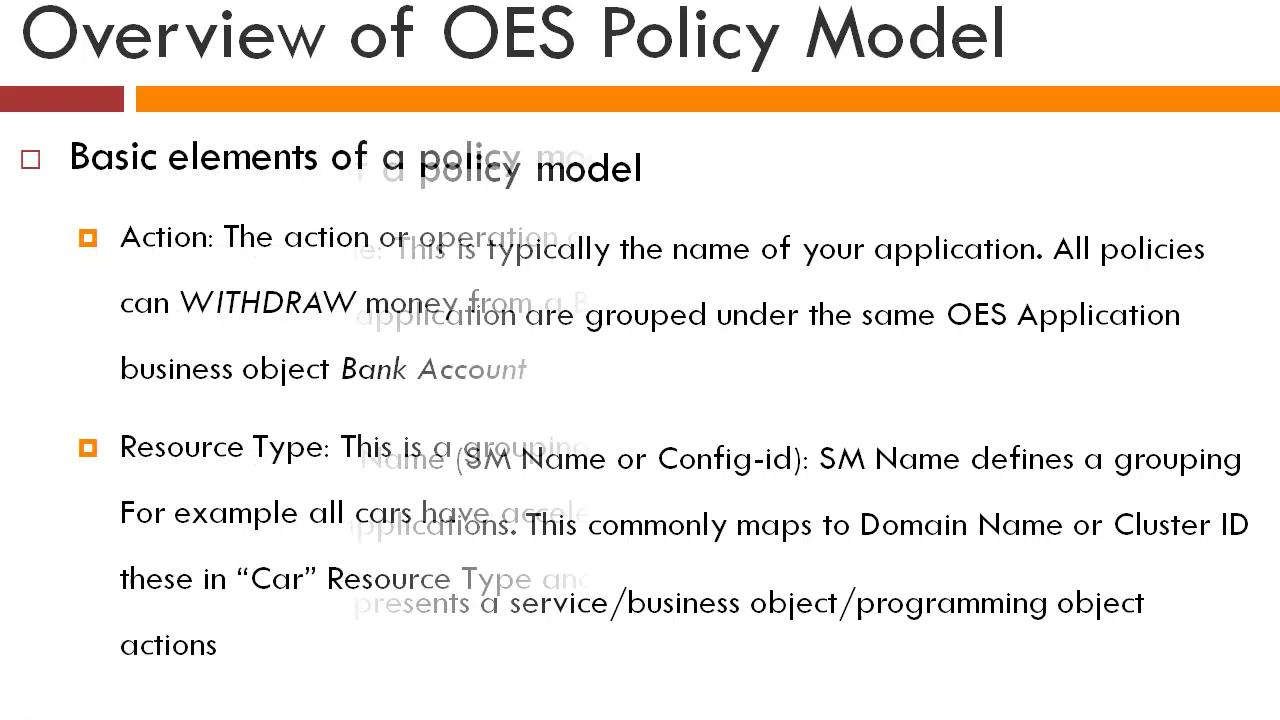 Overview of OES Policy Model
Basic elements of a policy model
Action: The action or operation
is typically the name of your application. All policies
can WITHDRAW money from a
application are grouped under the same OES Application
business object Bank Account
Resource Type: This is a grouping
Name (SM Name or Config-id): SM Name defines a grouping
For example all cars have
applications. This commonly maps to Domain Name or Cluster ID
these in “Car” Resource Type and
presents a service/business object/programming object
actions